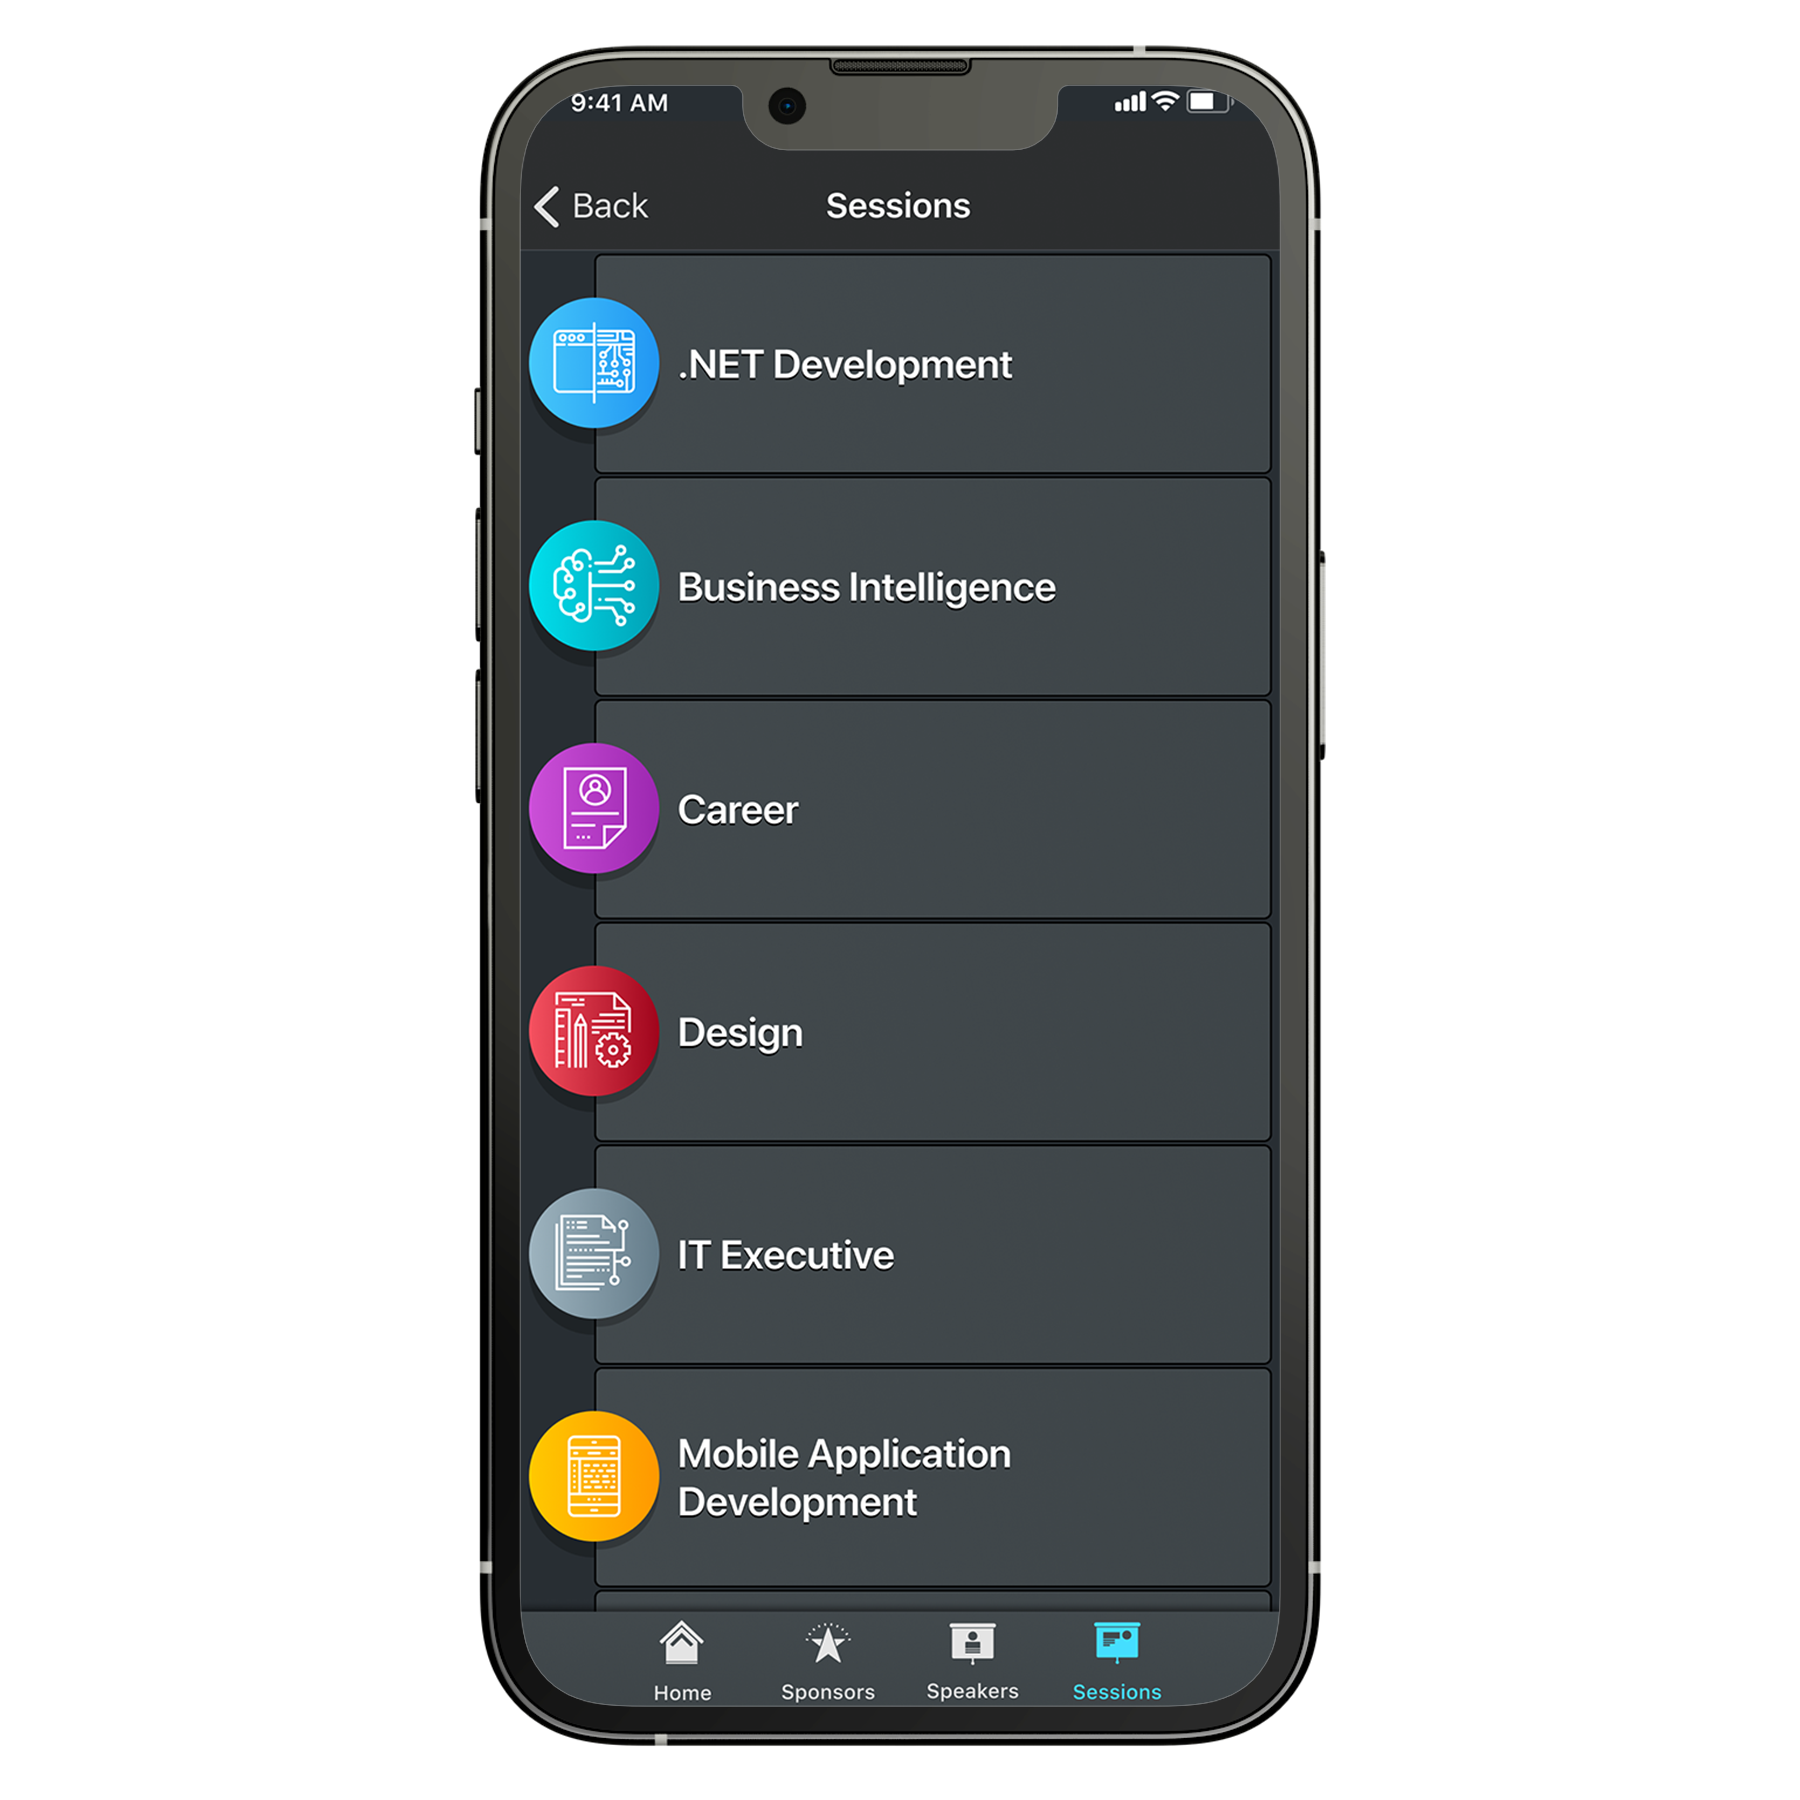 9:41 AM
Back
Sessions
.NET Development
Business Intelligence
Career
Design
IT Executive
Mobile Application
Development
Home
Sponsors
Speakers
Sessions